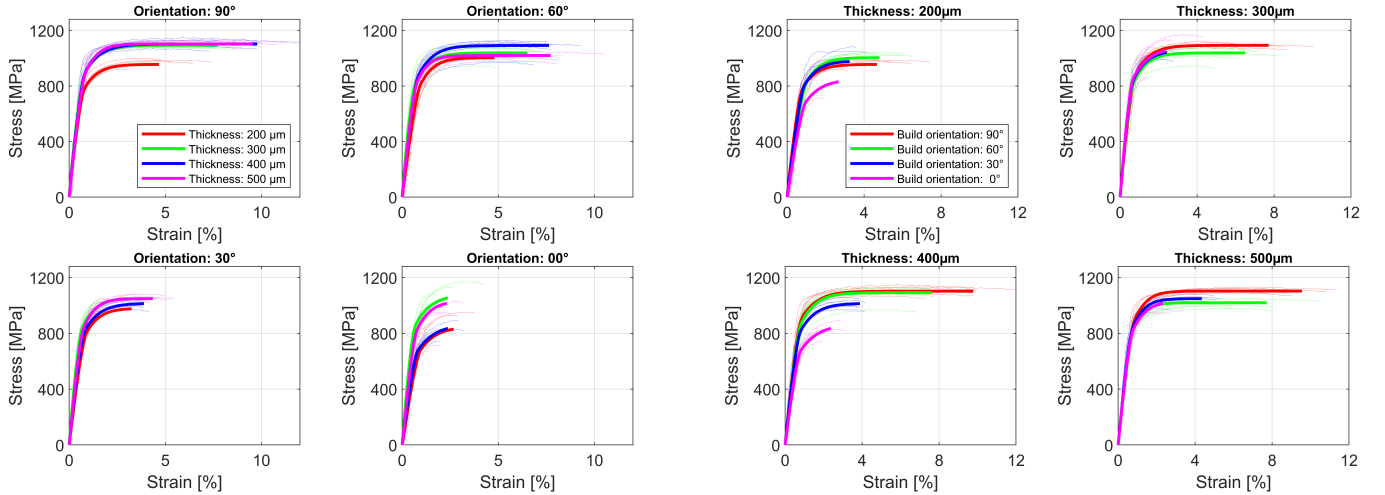 Orientation: 90°
1200
800
400
0
0
5
10
Stress [MPa]
Strain [%]
Thickness: 200 µm
Thickness: 300 µm
Thickness: 400 µm
Thickness: 500 µm
Orientation: 60°
1200
800
400
0
0
5
10
Stress [MPa]
Strain [%]
Thickness: 200µm
1200
800
400
0
0
4
8
12
Stress [MPa]
Strain [%]
Build orientation: 90°
Build orientation: 60°
Build orientation: 30°
Build orientation: 0°
Thickness: 300µm
1200
800
400
0
0
4
8
12
Stress [MPa]
Strain [%]
Orientation: 30°
1200
800
400
0
0
5
10
Stress [MPa]
Strain [%]
Orientation: 00°
1200
800
400
0
0
5
10
Stress [MPa]
Strain [%]
Thickness: 400µm
1200
800
400
0
0
4
8
12
Stress [MPa]
Strain [%]
Thickness: 500µm
1200
800
400
0
0
4
8
12
Stress [MPa]
Strain [%]